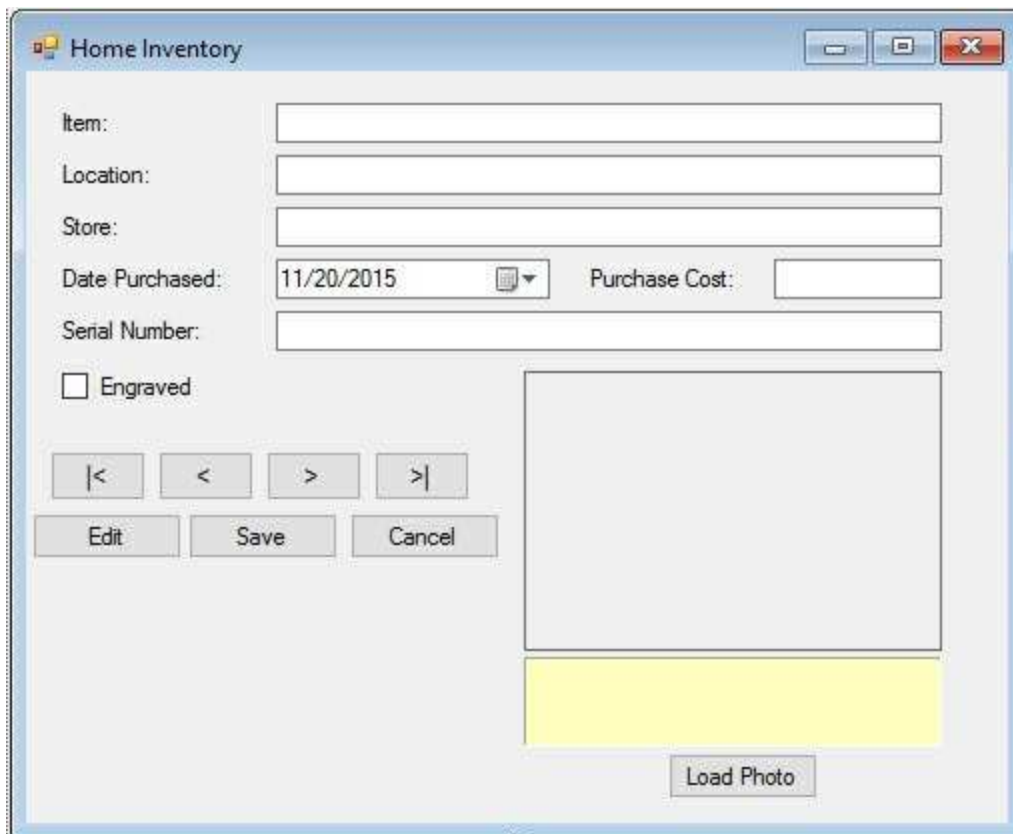 Home Inventory
Item:
Location:
Store:
Date Purchased: 11/20/2015 Purchase Cost:
Serial Number:
Engraved
|< < > >|
Edit Save Cancel
Load Photo